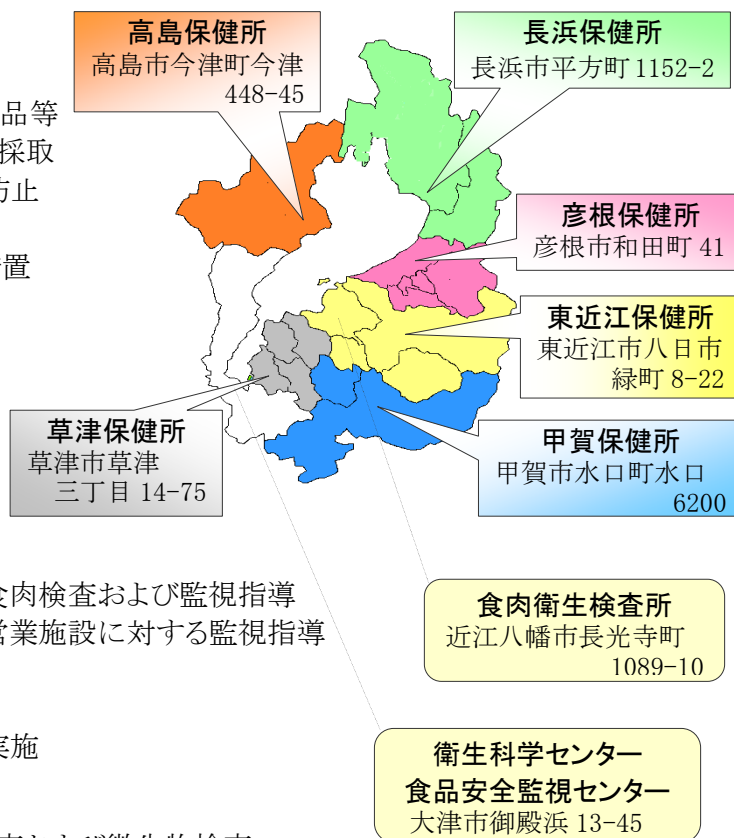 高島保健所
高島市今津町今津
448-45
長浜保健所
長浜市平方町 1152-2
品等
採取
防止
置
彦根保健所
彦根市和田町 41
東近江保健所
東近江市八日市
緑町 8-22
草津保健所
草津市草津
三丁目 14-75
甲賀保健所
甲賀市水口町水口
6200
食肉検査および監視指導
営業施設に対する監視指導
食肉衛生検査所
近江八幡市長光寺町
1089-10
実施
衛生科学センター
食品安全監視センター
大津市御殿浜 13-45
および微生物検査